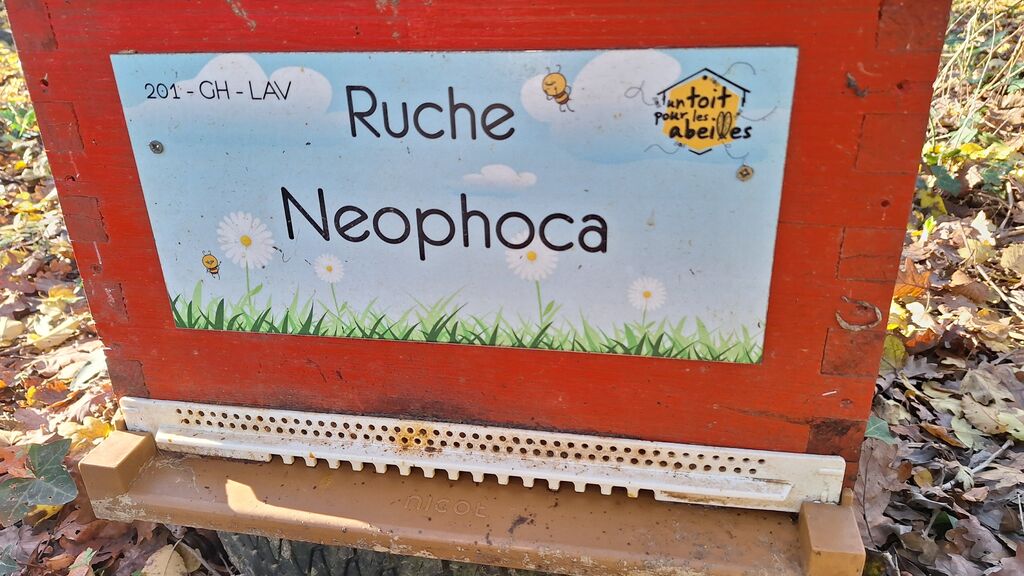 201 - GH - LAV
Ruche
un toit
pour les
abeilles
Neophoca
nicot